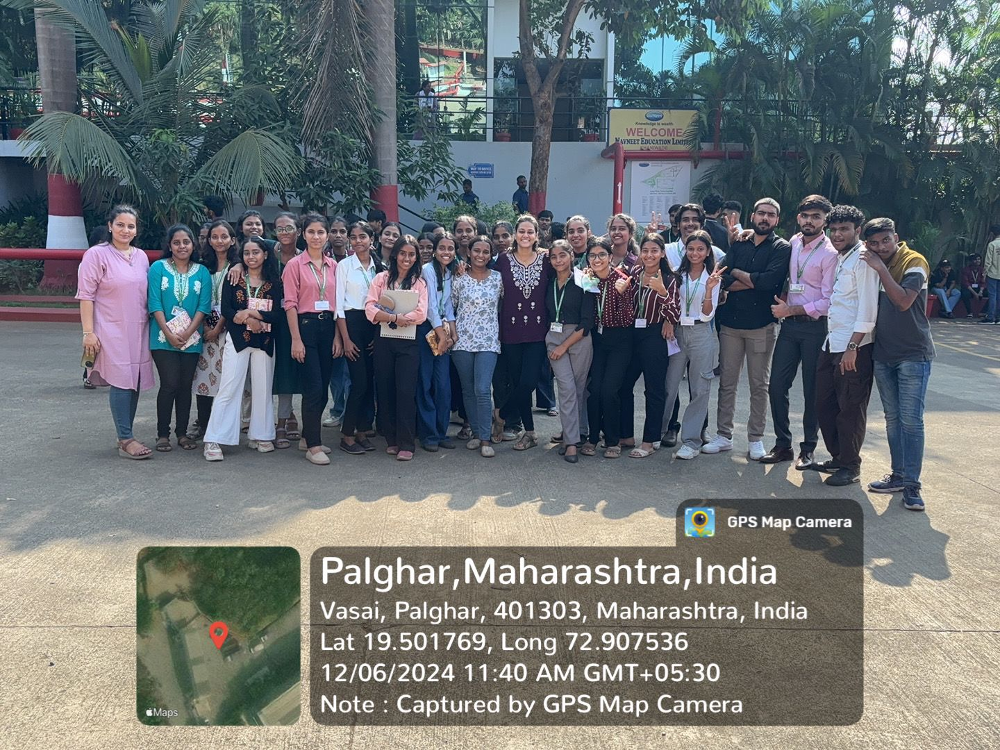 Navneet
Knowledge is wealth
WELCOME
NAVNEET EDUCATION LIMITED
KHANIWADE
WAY TO OFFICE
GPS Map Camera
Palghar,Maharashtra,India
Vasai, Palghar, 401303, Maharashtra, India
Lat 19.501769, Long 72.907536
12/06/2024 11:40 AM GMT+05:30
Note : Captured by GPS Map Camera
Maps